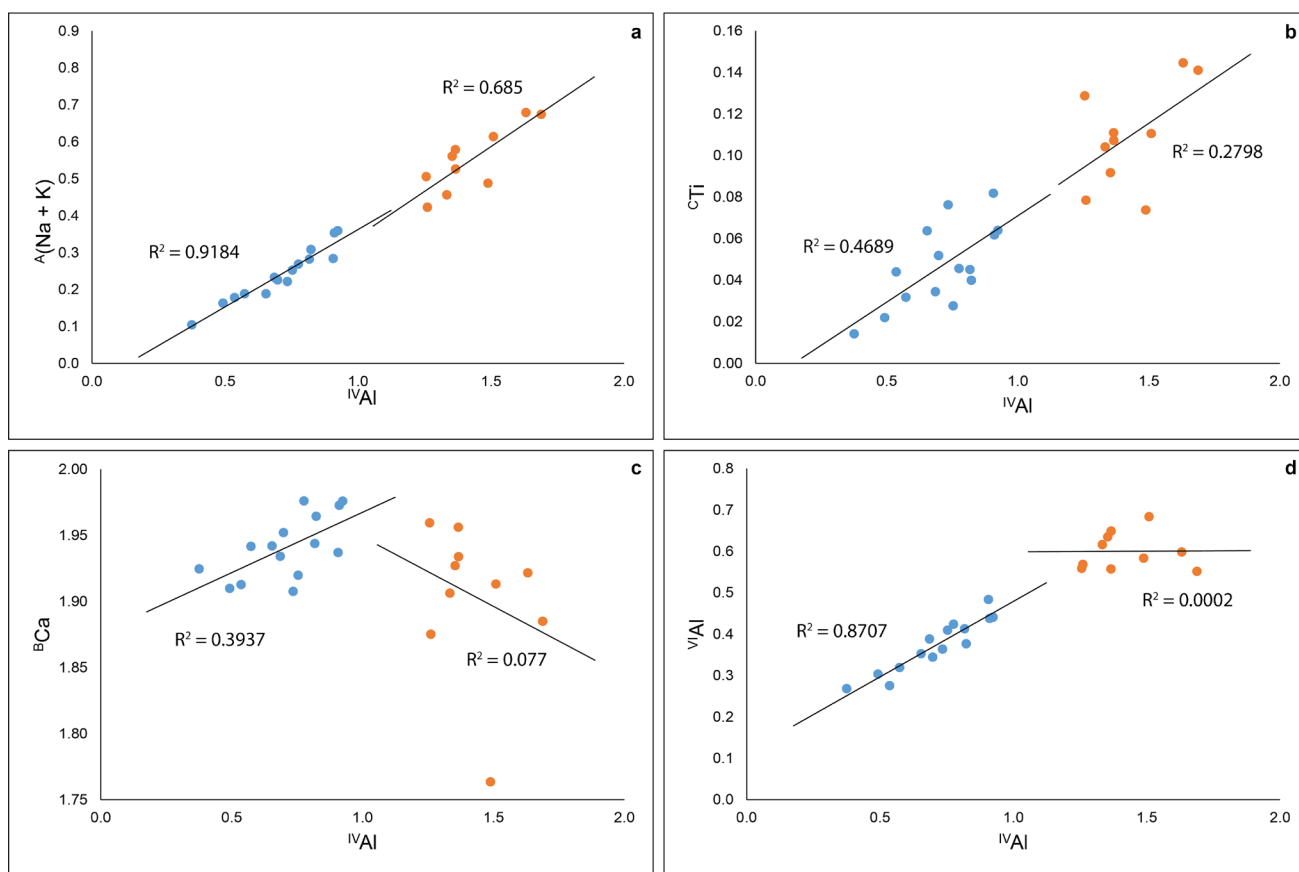 a
0.9
0.8
0.7
0.6
0.5
0.4
0.3
0.2
0.1
0.0
ᴬ(Na + K)
R² = 0.685
R² = 0.9184
0.0 0.5 1.0 1.5 2.0
ᴵⱽAl
b
0.16
0.14
0.12
0.10
0.08
0.06
0.04
0.02
0.00
ᶜTi
R² = 0.2798
R² = 0.4689
0.0 0.5 1.0 1.5 2.0
ᴵⱽAl
c
2.00
1.95
1.90
1.85
1.80
1.75
ᴮCa
R² = 0.3937
R² = 0.077
0.0 0.5 1.0 1.5 2.0
ᴵⱽAl
d
0.8
0.7
0.6
0.5
0.4
0.3
0.2
0.1
0.0
ⱽᴵAl
R² = 0.8707
R² = 0.0002
0.0 0.5 1.0 1.5 2.0
ᴵⱽAl